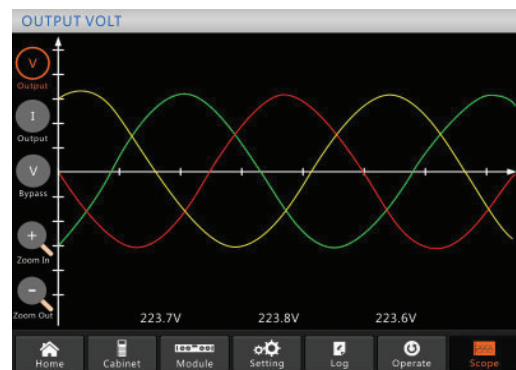 OUTPUT VOLT
V
Output
I
Output
V
Bypass
+
Zoom In
-
Zoom Out
223.7V 223.8V 223.6V
Home Cabinet Module Setting Log Operate Scope